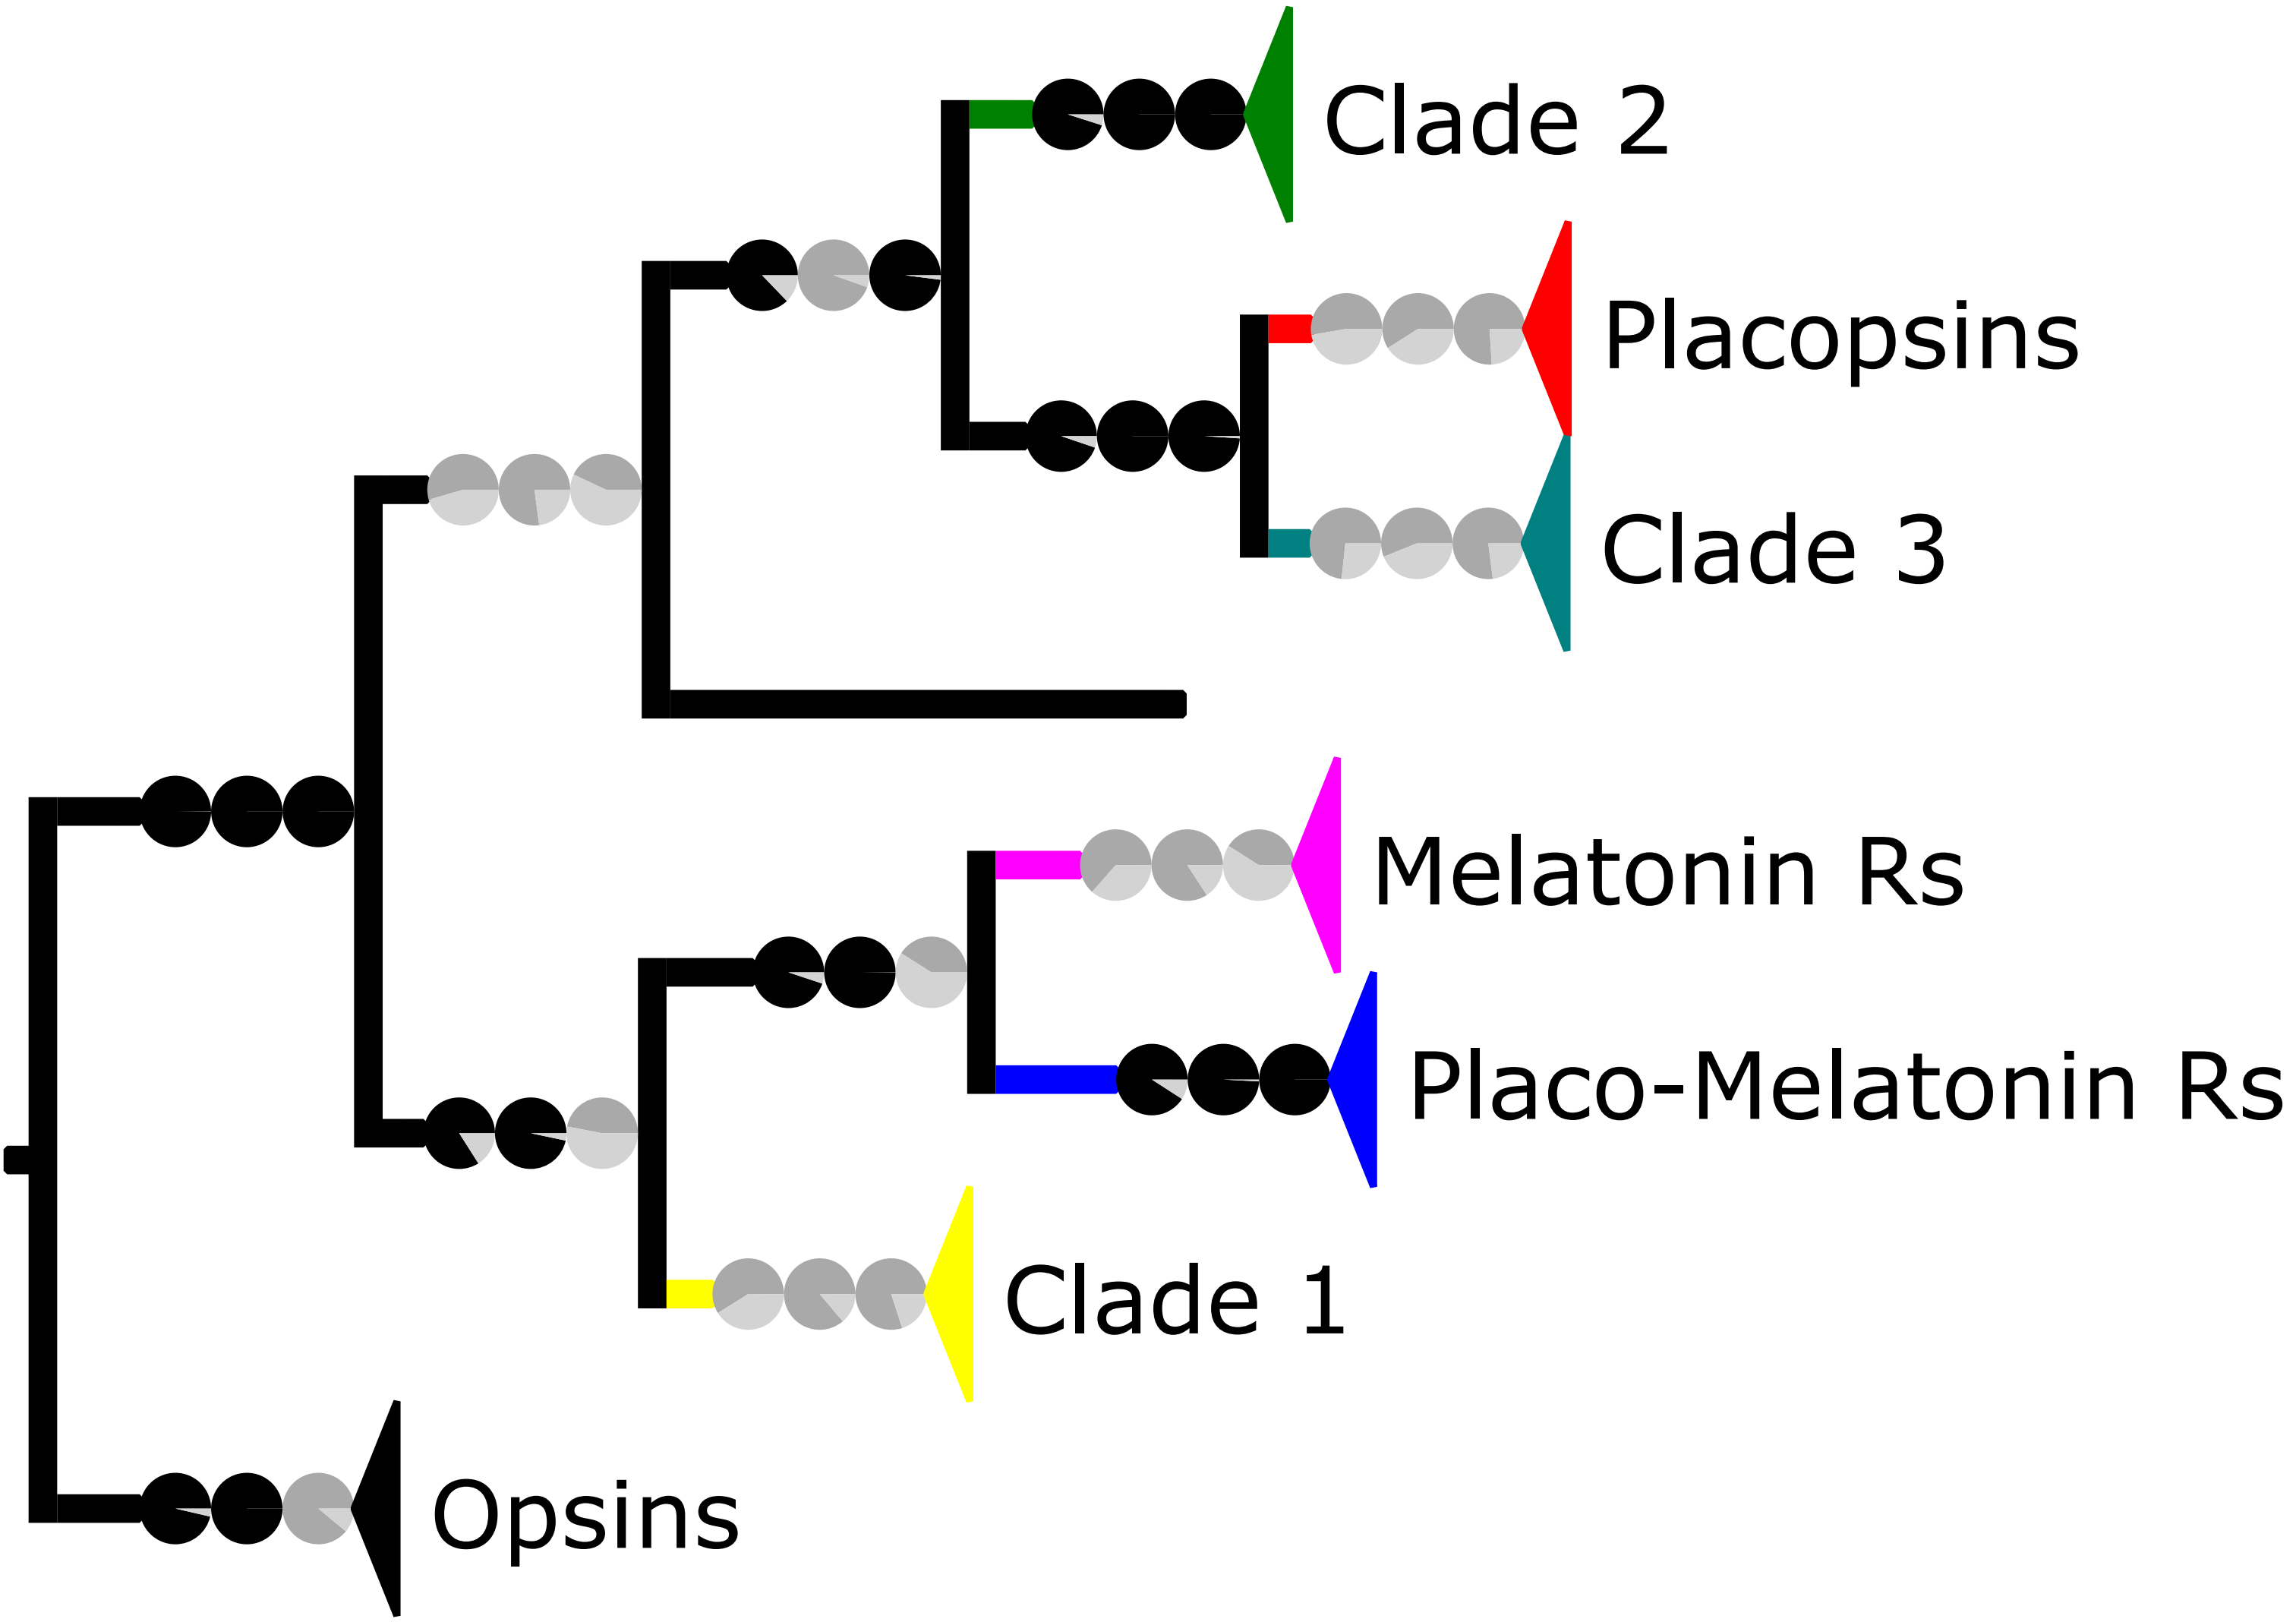 Clade 2
Placopsins
Clade 3
Melatonin Rs
Placo-Melatonin Rs
Clade 1
Opsins